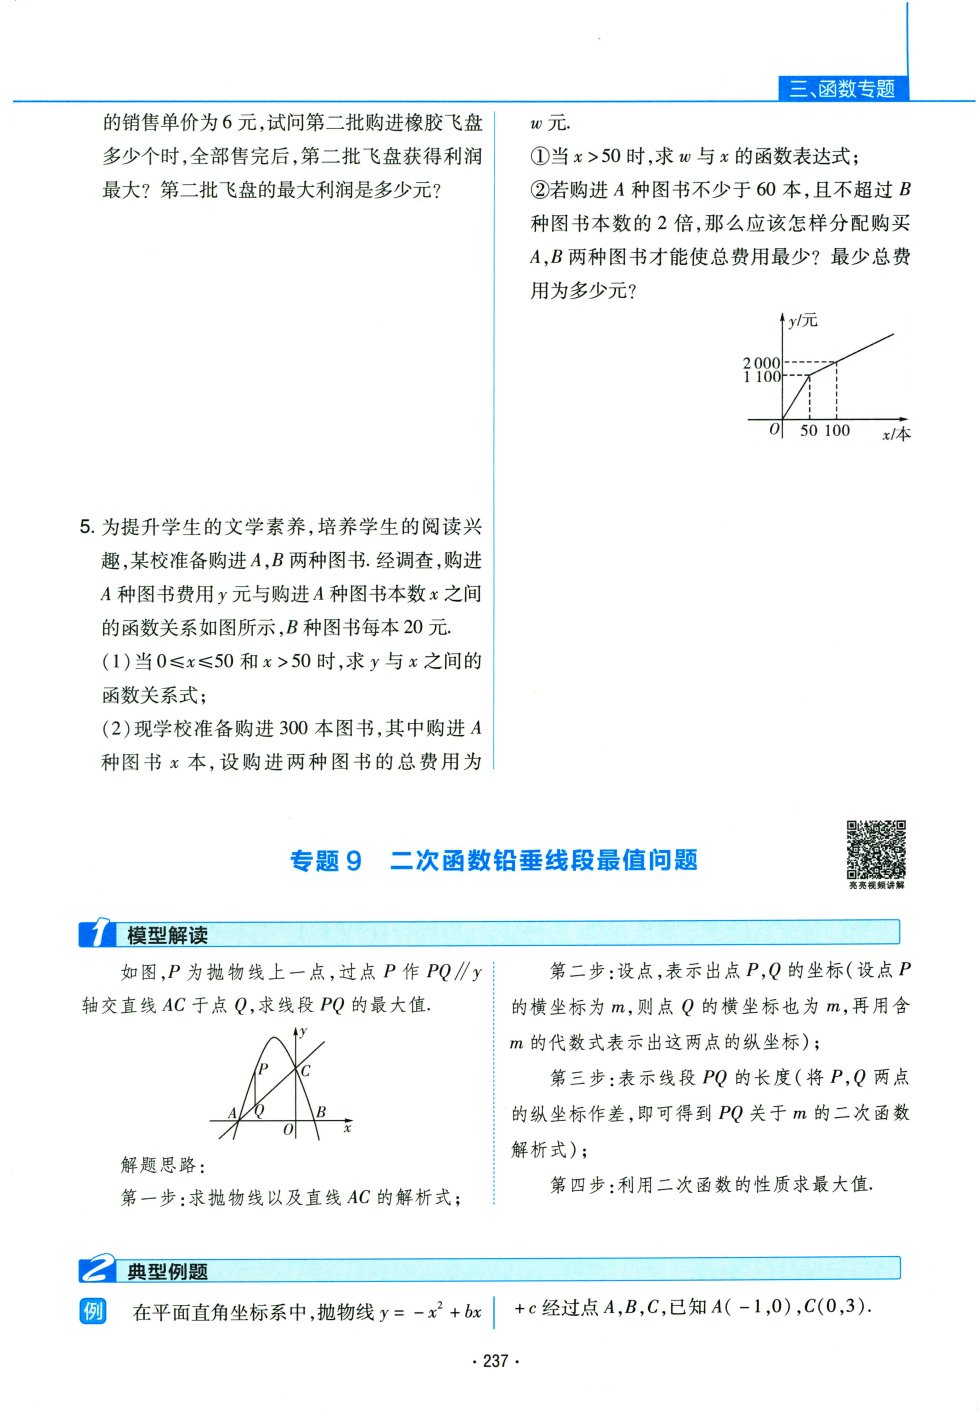 三、函数专题
的销售单价为6元,试问第二批购进橡胶飞盘
多少个时,全部售完后,第二批飞盘获得利润
最大? 第二批飞盘的最大利润是多少元?
5. 为提升学生的文学素养,培养学生的阅读兴
趣,某校准备购进A,B两种图书.经调查,购进
A种图书费用y元与购进A种图书本数x之间
的函数关系如图所示,B种图书每本20元.
(1)当0≤x≤50和x>50时,求y与x之间的
函数关系式;
(2)现学校准备购进300本图书,其中购进A
种图书x本,设购进两种图书的总费用为
w元.
①当x>50时,求w与x的函数表达式;
②若购进A种图书不少于60本,且不超过B
种图书本数的2倍,那么应该怎样分配购买
A,B两种图书才能使总费用最少? 最少总费
用为多少元?
y/元
2 000
1 100
O 50 100 x/本
专题9 二次函数铅垂线段最值问题
亮亮视频讲解
1 模型解读
如图,P为抛物线上一点,过点P作PQ∥y
轴交直线AC于点Q,求线段PQ的最大值.
y
P C
A Q B
O x
解题思路:
第一步:求抛物线以及直线AC的解析式;
第二步:设点,表示出点P,Q的坐标(设点P
的横坐标为m,则点Q的横坐标也为m,再用含
m的代数式表示出这两点的纵坐标);
第三步:表示线段PQ的长度(将P,Q两点
的纵坐标作差,即可得到PQ关于m的二次函数
解析式);
第四步:利用二次函数的性质求最大值.
2 典型例题
例 在平面直角坐标系中,抛物线y=-x²+bx
+c经过点A,B,C,已知A(-1,0),C(0,3).
·237·